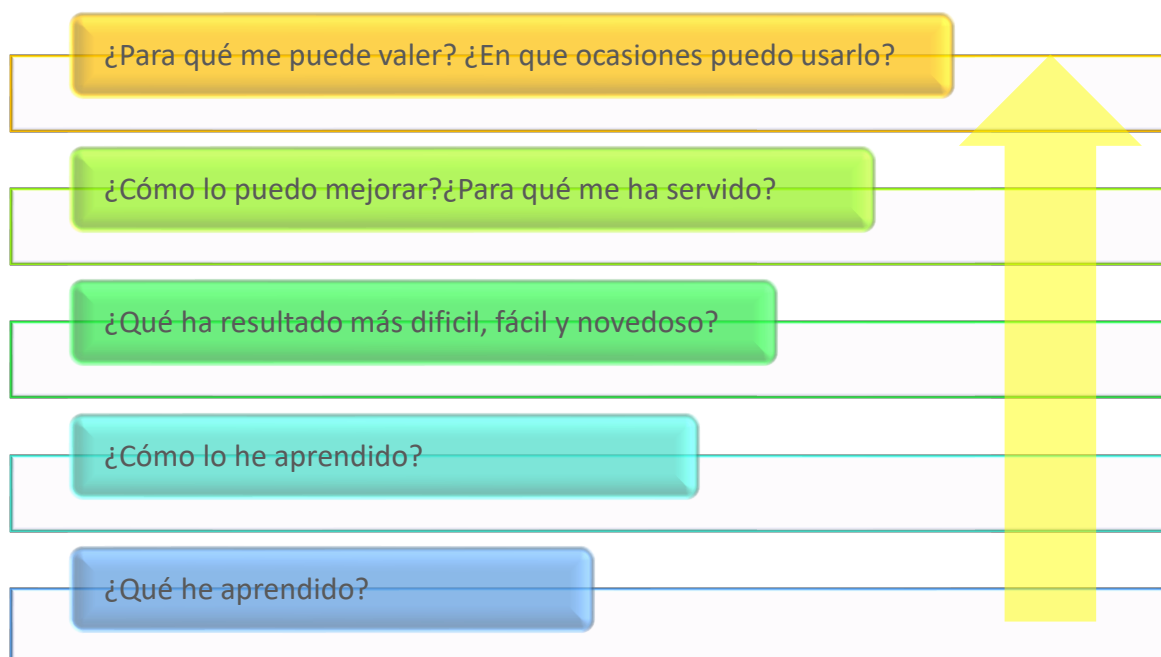 ¿Para qué me puede valer? ¿En que ocasiones puedo usarlo?
¿Cómo lo puedo mejorar?¿Para qué me ha servido?
¿Qué ha resultado más dificil, fácil y novedoso?
¿Cómo lo he aprendido?
¿Qué he aprendido?